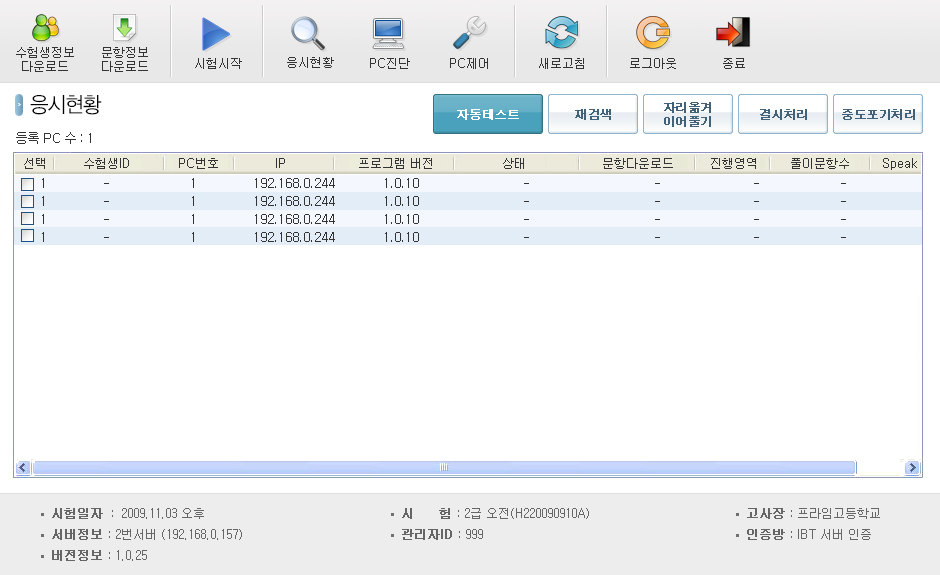 수험생정보 다운로드
문항정보 다운로드
시험시작
응시현황
PC진단
PC제어
새로고침
로그아웃
종료
응시현황
자동테스트
재검색
자리옮겨 이어풀기
결시처리
중도포기처리
등록 PC 수 : 1
선택 수험생ID PC번호 IP 프로그램 버전 상태 문항다운로드 진행영역 풀이문항수 Speak
1 - 1 192.168.0.244 1.0.10 - - - -
1 - 1 192.168.0.244 1.0.10 - - - -
1 - 1 192.168.0.244 1.0.10 - - - -
1 - 1 192.168.0.244 1.0.10 - - - -
시험일자 : 2009.11.03 오후
시 험 : 2급 오전(H220090910A)
고사장 : 프라임고등학교
서버정보 : 2번서버 (192.168.0.157)
관리자ID : 999
인증방 : IBT 서버 인증
버젼정보 : 1.0.25